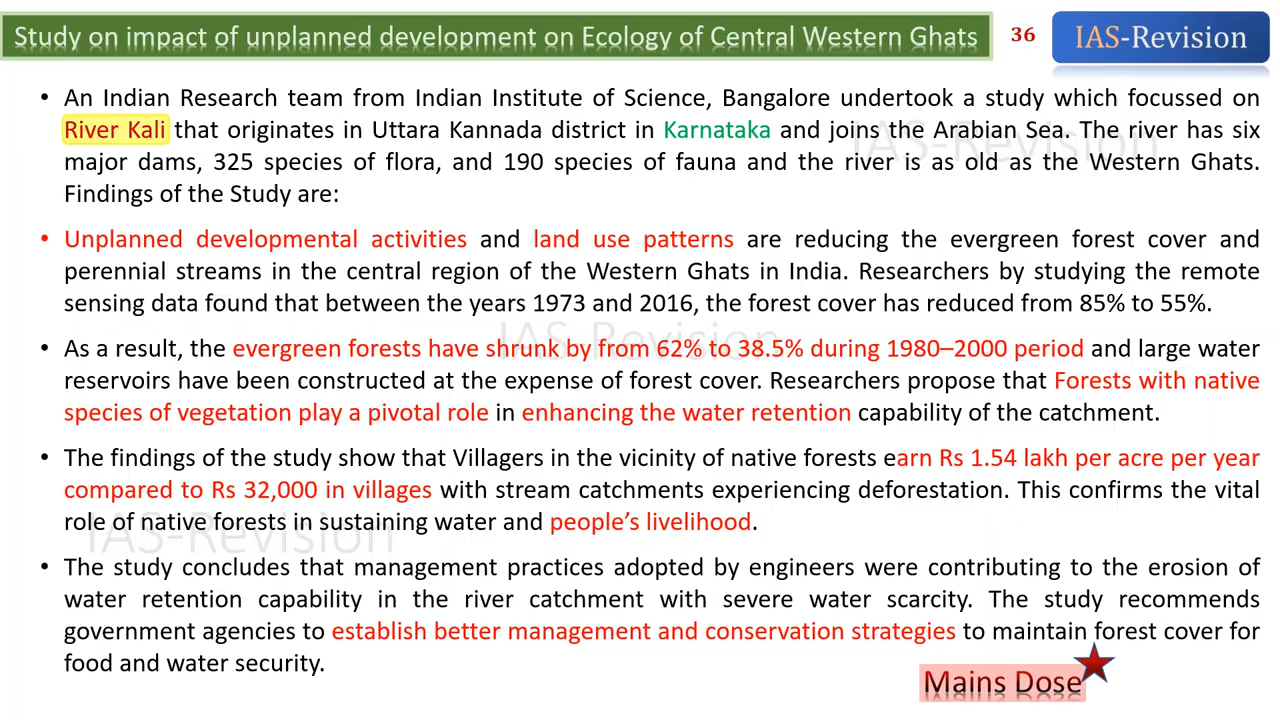 Study on impact of unplanned development on Ecology of Central Western Ghats
36
IAS-Revision
• An Indian Research team from Indian Institute of Science, Bangalore undertook a study which focussed on
River Kali that originates in Uttara Kannada district in Karnataka and joins the Arabian Sea. The river has six
major dams, 325 species of flora, and 190 species of fauna and the river is as old as the Western Ghats.
Findings of the Study are:
• Unplanned developmental activities and land use patterns are reducing the evergreen forest cover and
perennial streams in the central region of the Western Ghats in India. Researchers by studying the remote
sensing data found that between the years 1973 and 2016, the forest cover has reduced from 85% to 55%.
• As a result, the evergreen forests have shrunk by from 62% to 38.5% during 1980–2000 period and large water
reservoirs have been constructed at the expense of forest cover. Researchers propose that Forests with native
species of vegetation play a pivotal role in enhancing the water retention capability of the catchment.
• The findings of the study show that Villagers in the vicinity of native forests earn Rs 1.54 lakh per acre per year
compared to Rs 32,000 in villages with stream catchments experiencing deforestation. This confirms the vital
role of native forests in sustaining water and people's livelihood.
• The study concludes that management practices adopted by engineers were contributing to the erosion of
water retention capability in the river catchment with severe water scarcity. The study recommends
government agencies to establish better management and conservation strategies to maintain forest cover for
food and water security.
Mains Dose
IAS-Revision
IAS-Revision
IAS-Revision